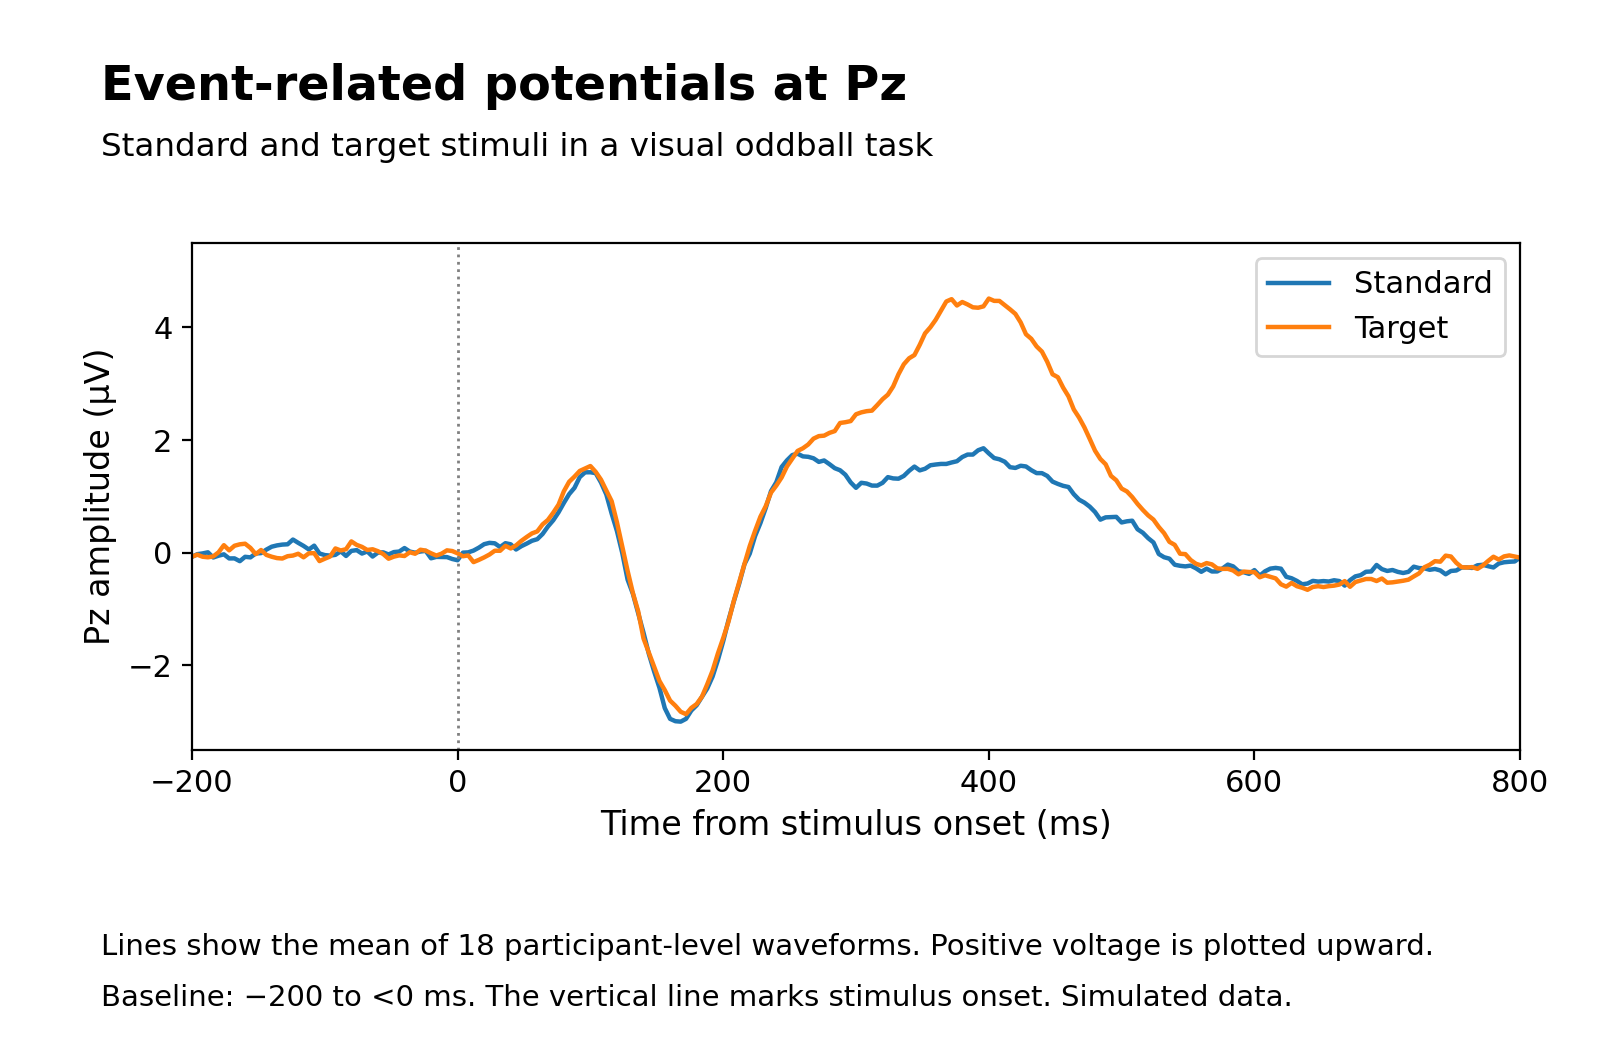 Event-related potentials at Pz
Standard and target stimuli in a visual oddball task
Standard
Target
Pz amplitude (µV)
4
2
0
−2
−200 0 200 400 600 800
Time from stimulus onset (ms)
Lines show the mean of 18 participant-level waveforms. Positive voltage is plotted upward.
Baseline: −200 to <0 ms. The vertical line marks stimulus onset. Simulated data.